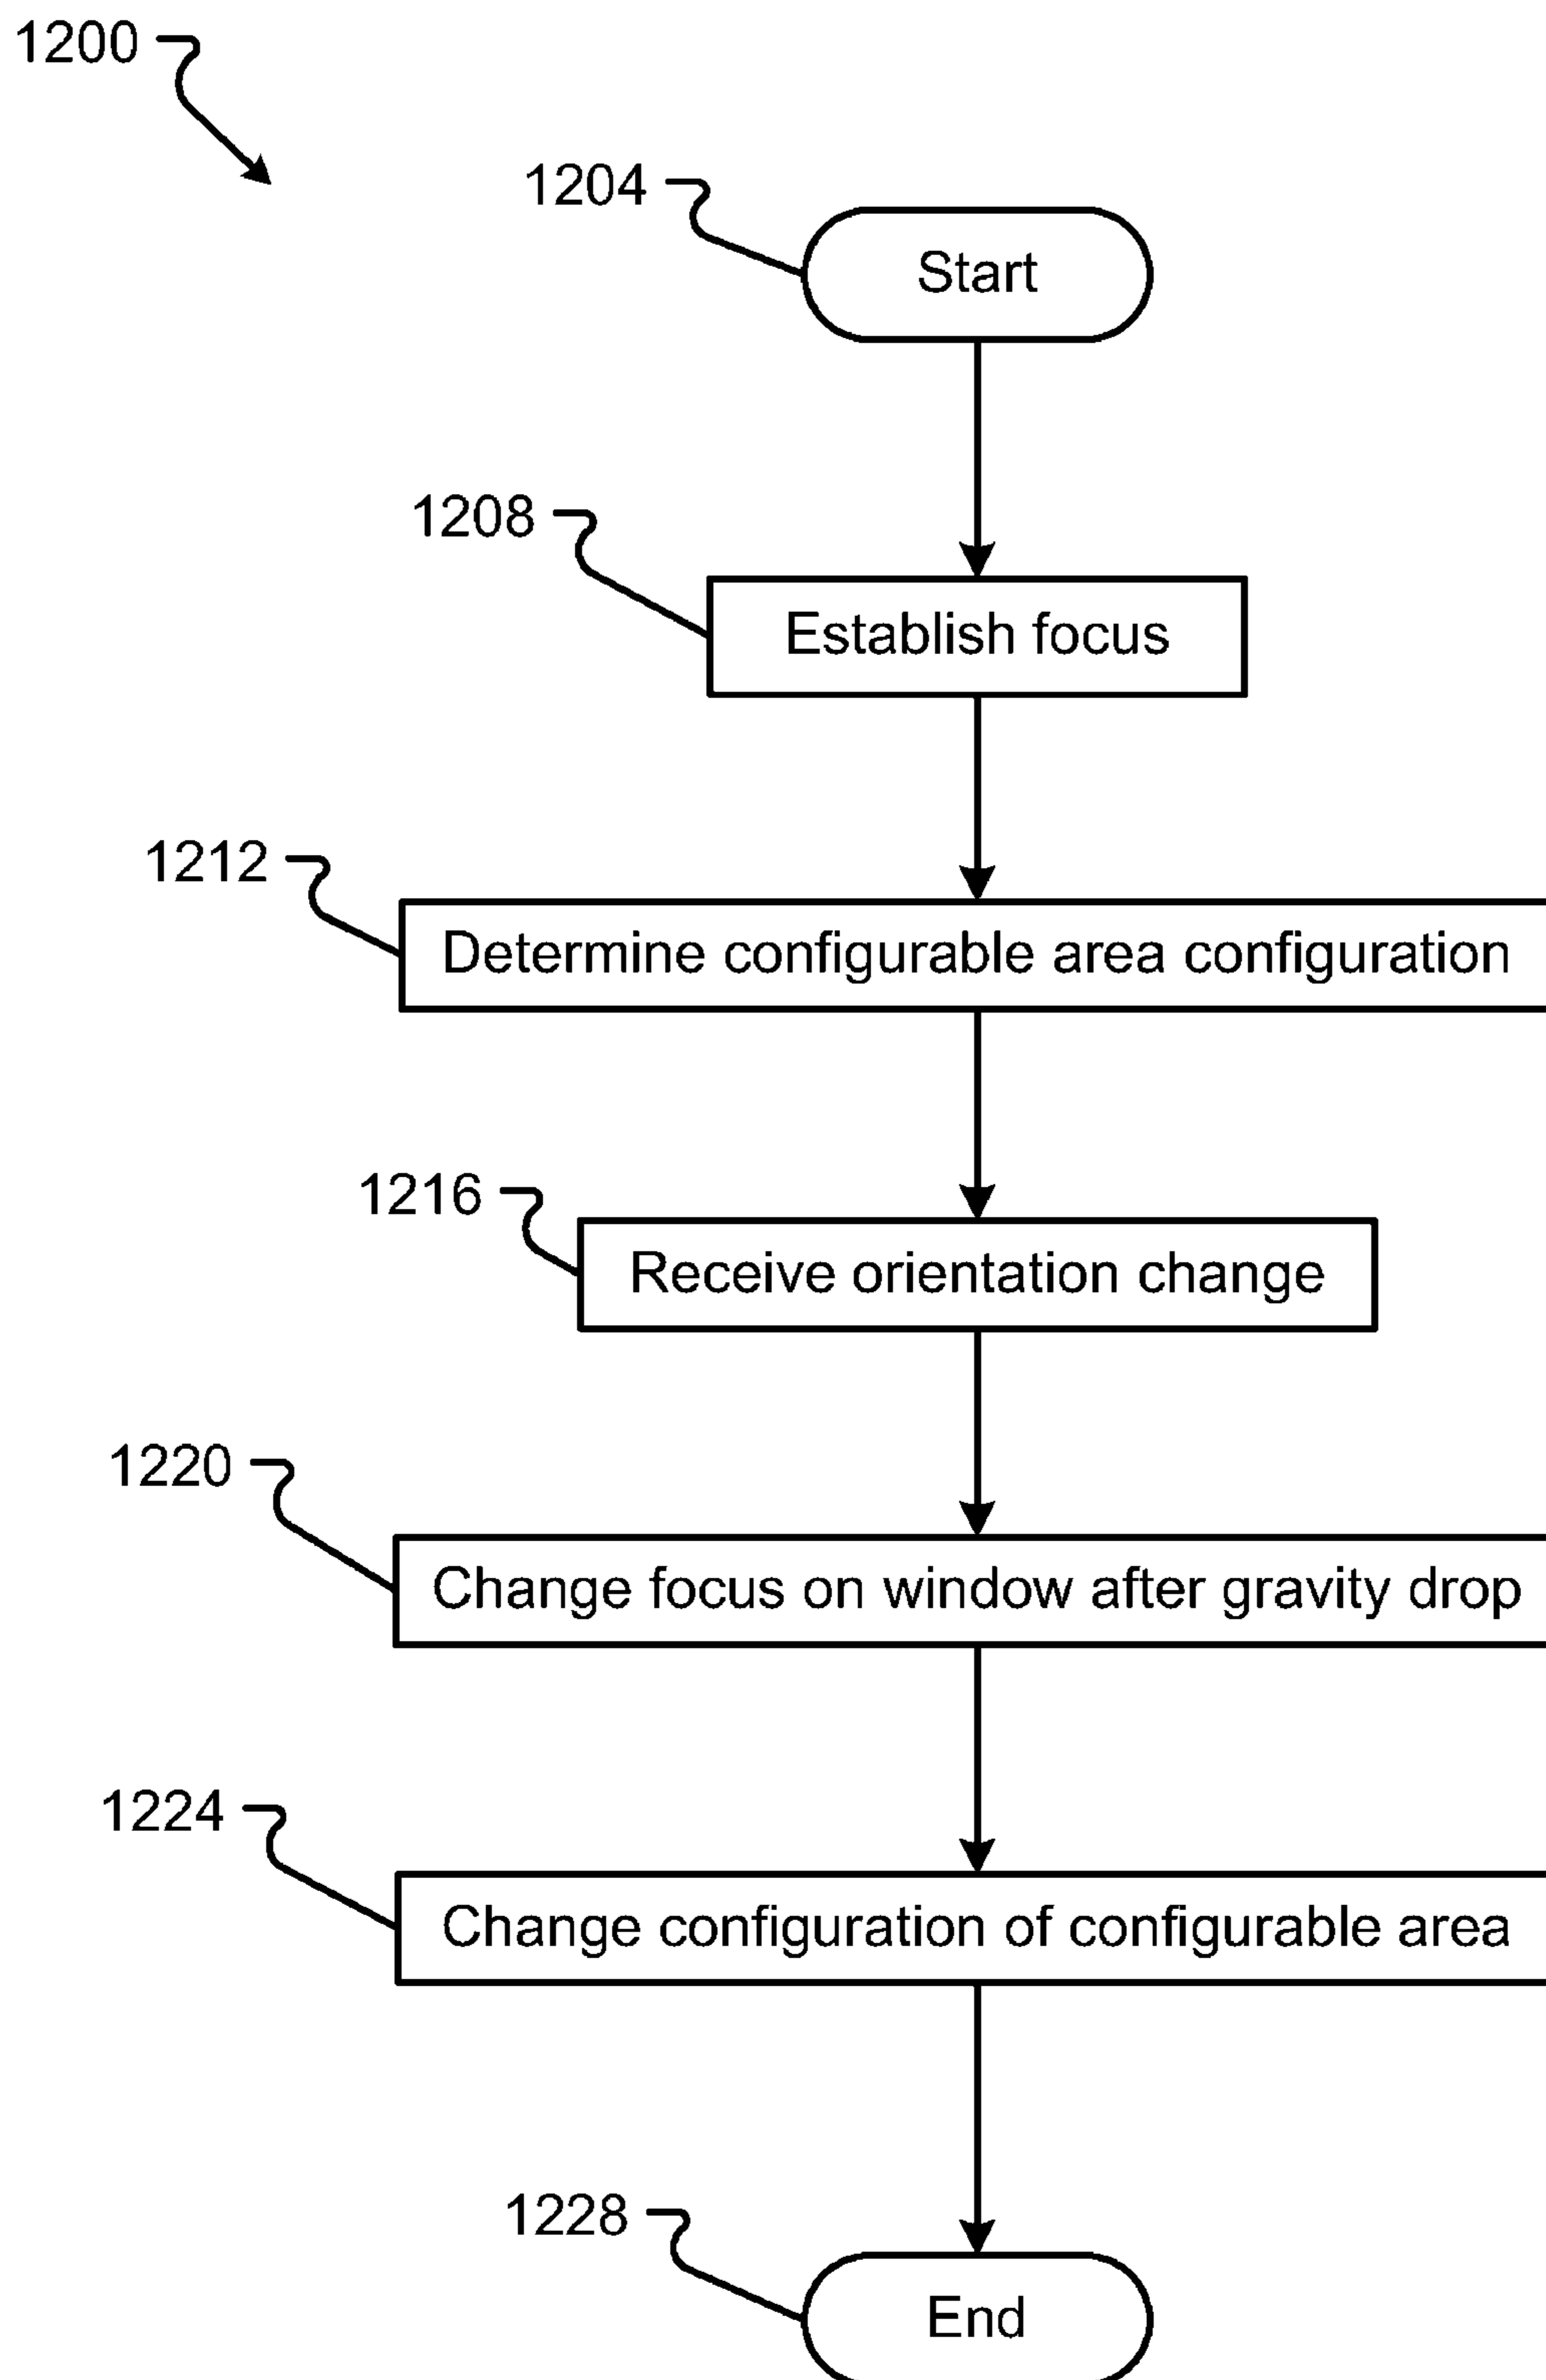 1200
1204
Start
1208
Establish focus
1212
Determine configurable area configuration
1216
Receive orientation change
1220
Change focus on window after gravity drop
1224
Change configuration of configurable area
1228
End